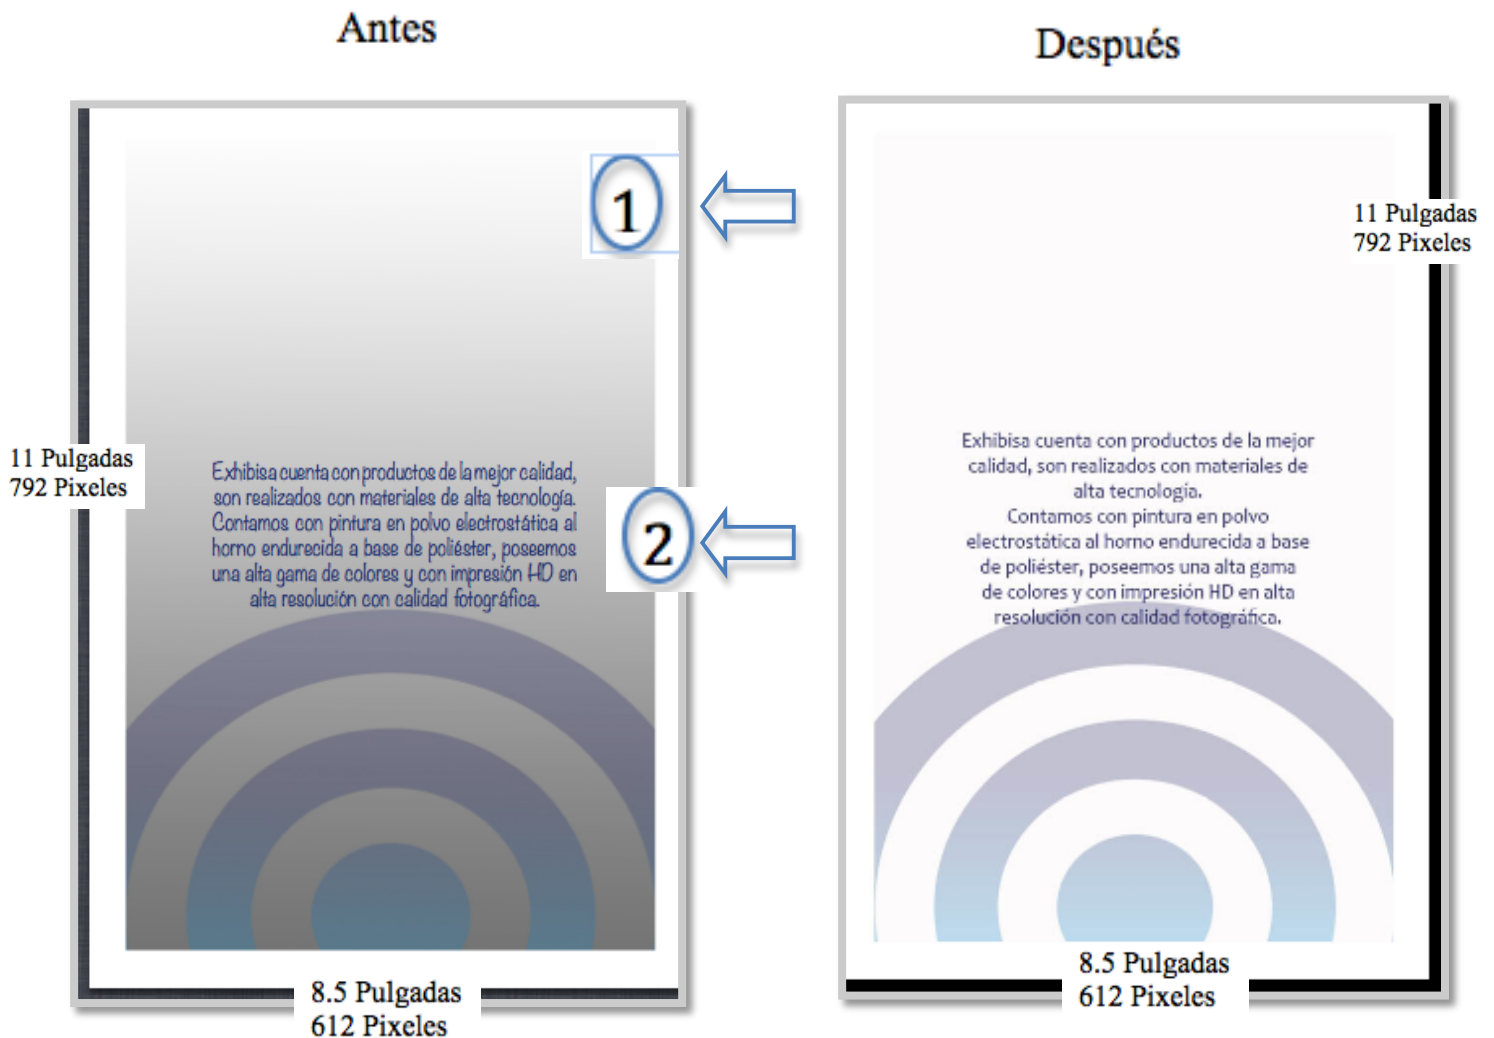 Antes
Después
1
11 Pulgadas
792 Pixeles
11 Pulgadas
792 Pixeles
Exhibisa cuenta con productos de la mejor calidad,
son realizados con materiales de alta tecnología.
Contamos con pintura en polvo electrostática al
horno endurecida a base de poliéster, poseemos
una alta gama de colores y con impresión HD en
alta resolución con calidad fotográfica.
2
Exhibisa cuenta con productos de la mejor
calidad, son realizados con materiales de
alta tecnología.
Contamos con pintura en polvo
electrostática al horno endurecida a base
de poliéster, poseemos una alta gama
de colores y con impresión HD en alta
resolución con calidad fotográfica.
8.5 Pulgadas
612 Pixeles
8.5 Pulgadas
612 Pixeles